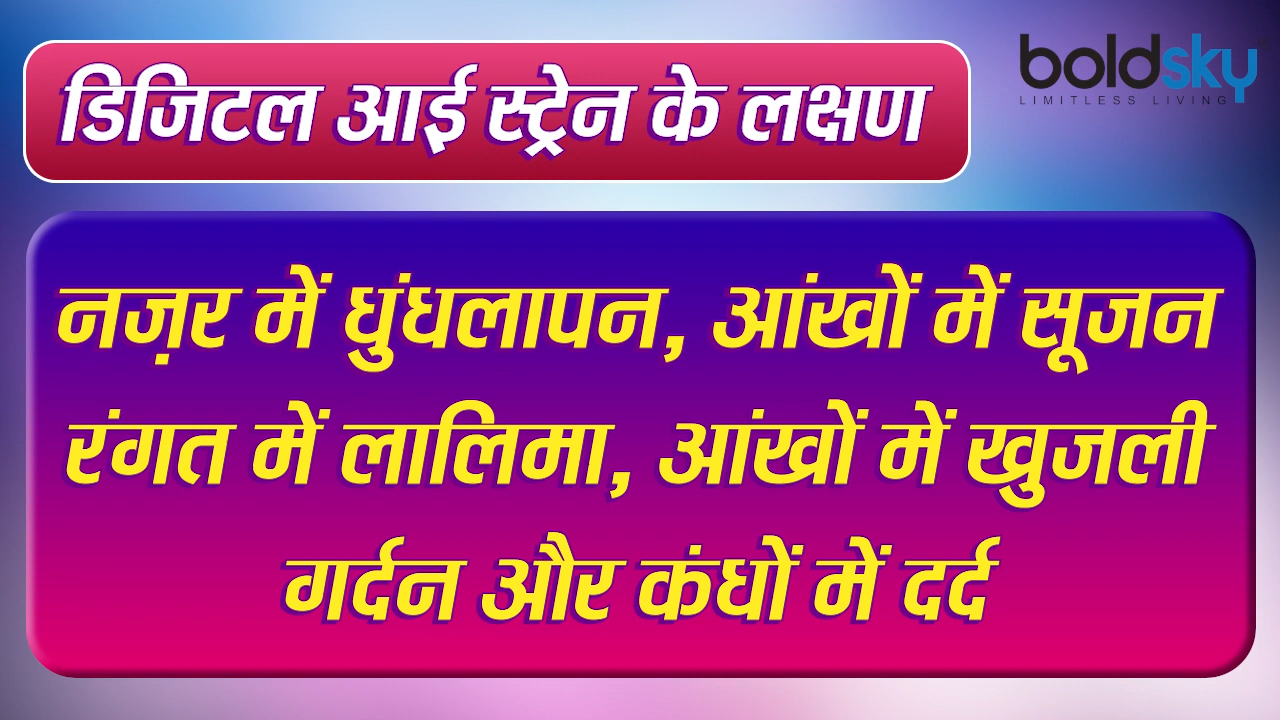 डिजिटल आई स्ट्रेन के लक्षण
boldsky
LIMITLESS LIVING
नज़र में धुंधलापन, आंखों में सूजन
रंगत में लालिमा, आंखों में खुजली
गर्दन और कंधों में दर्द